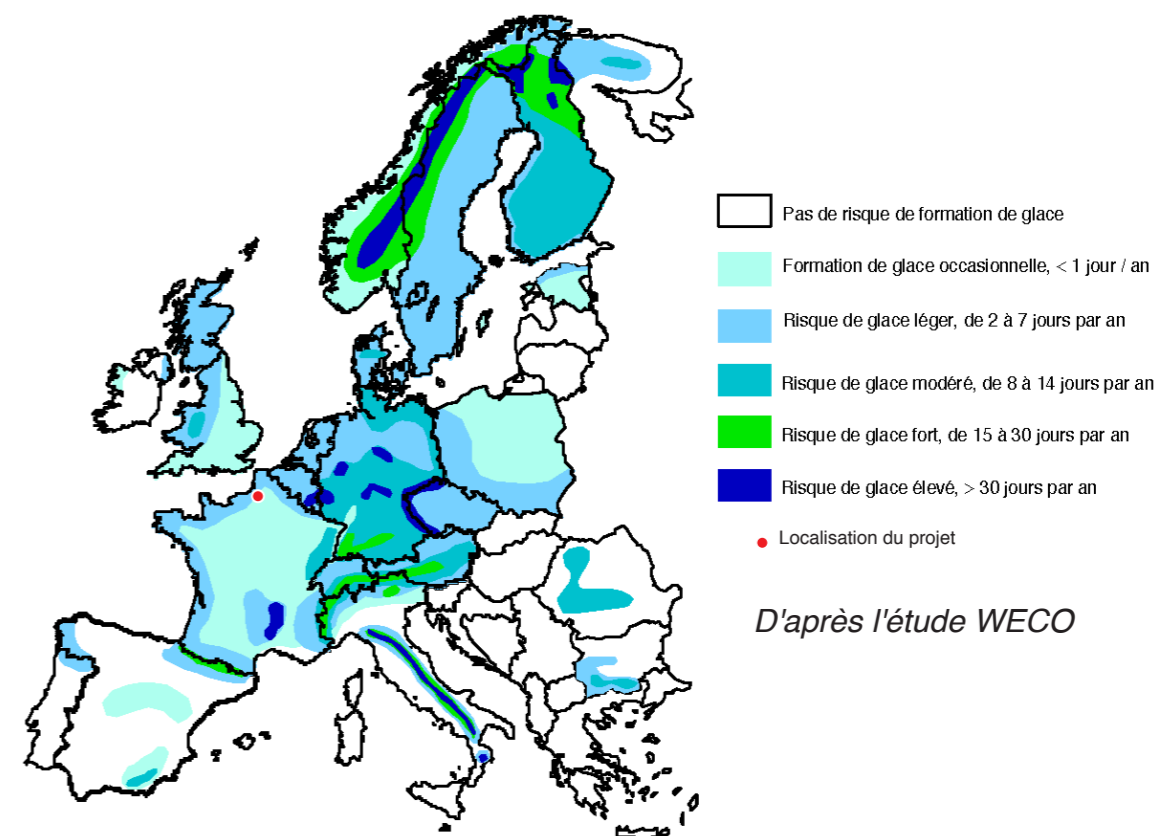 Pas de risque de formation de glace
Formation de glace occasionnelle, < 1 jour / an
Risque de glace léger, de 2 à 7 jours par an
Risque de glace modéré, de 8 à 14 jours par an
Risque de glace fort, de 15 à 30 jours par an
Risque de glace élevé, > 30 jours par an
Localisation du projet
D'après l'étude WECO